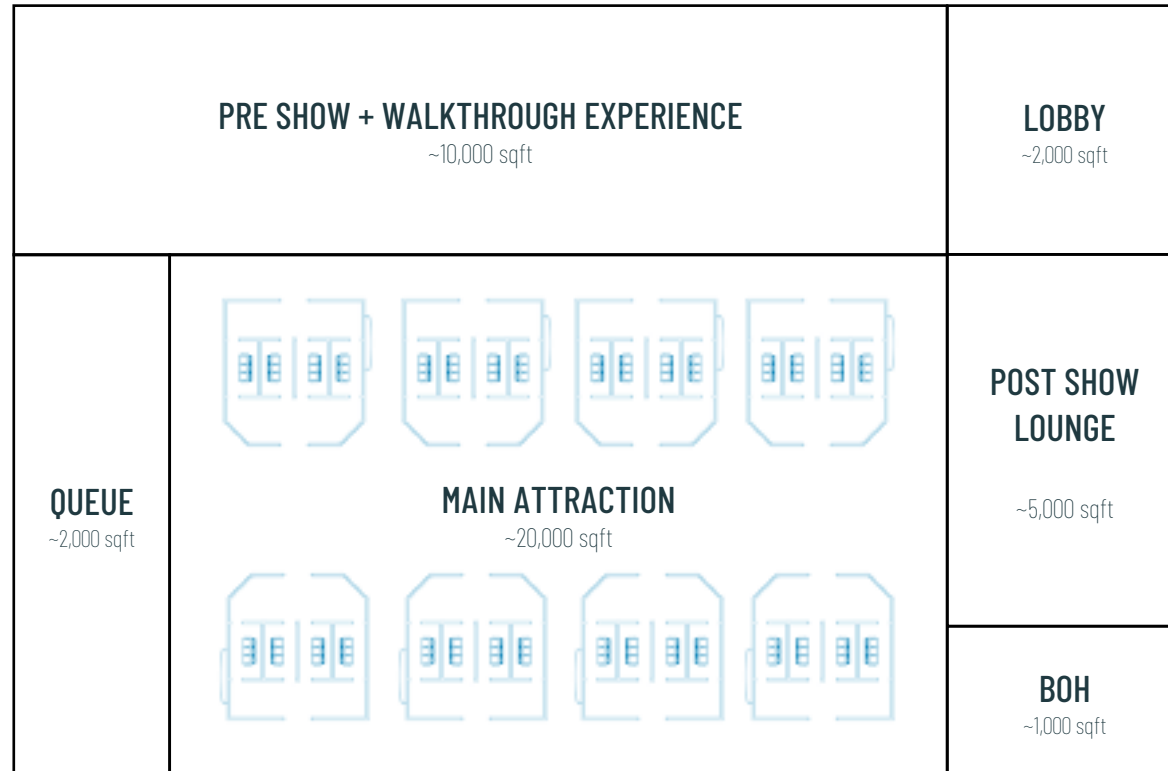 PRE SHOW + WALKTHROUGH EXPERIENCE
~10,000 sqft
LOBBY
~2,000 sqft
QUEUE
~2,000 sqft
MAIN ATTRACTION
~20,000 sqft
POST SHOW
LOUNGE
~5,000 sqft
BOH
~1,000 sqft